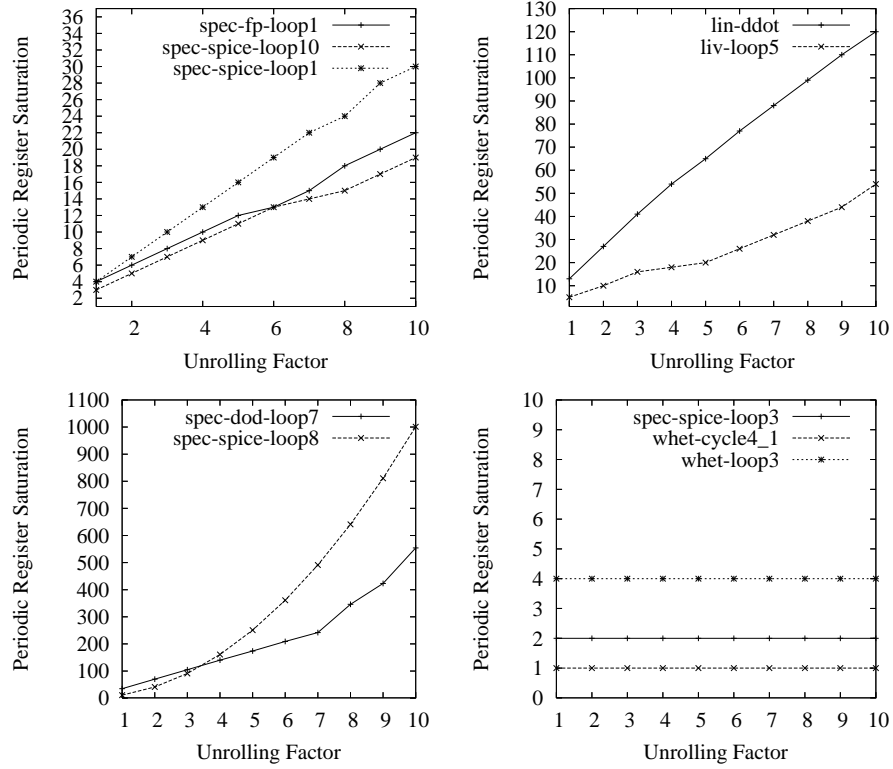 36
34
32
30
28
26
24
22
20
18
16
14
12
10
8
6
4
2
Periodic Register Saturation
spec-fp-loop1
spec-spice-loop10
spec-spice-loop1
2 4 6 8 10
Unrolling Factor
130
120
110
100
90
80
70
60
50
40
30
20
10
Periodic Register Saturation
lin-ddot
liv-loop5
1 2 3 4 5 6 7 8 9 10
Unrolling Factor
1100
1000
900
800
700
600
500
400
300
200
100
0
Periodic Register Saturation
spec-dod-loop7
spec-spice-loop8
1 2 3 4 5 6 7 8 9 10
Unrolling Factor
10
9
8
7
6
5
4
3
2
1
0
Periodic Register Saturation
spec-spice-loop3
whet-cycle4_1
whet-loop3
1 2 3 4 5 6 7 8 9 10
Unrolling Factor